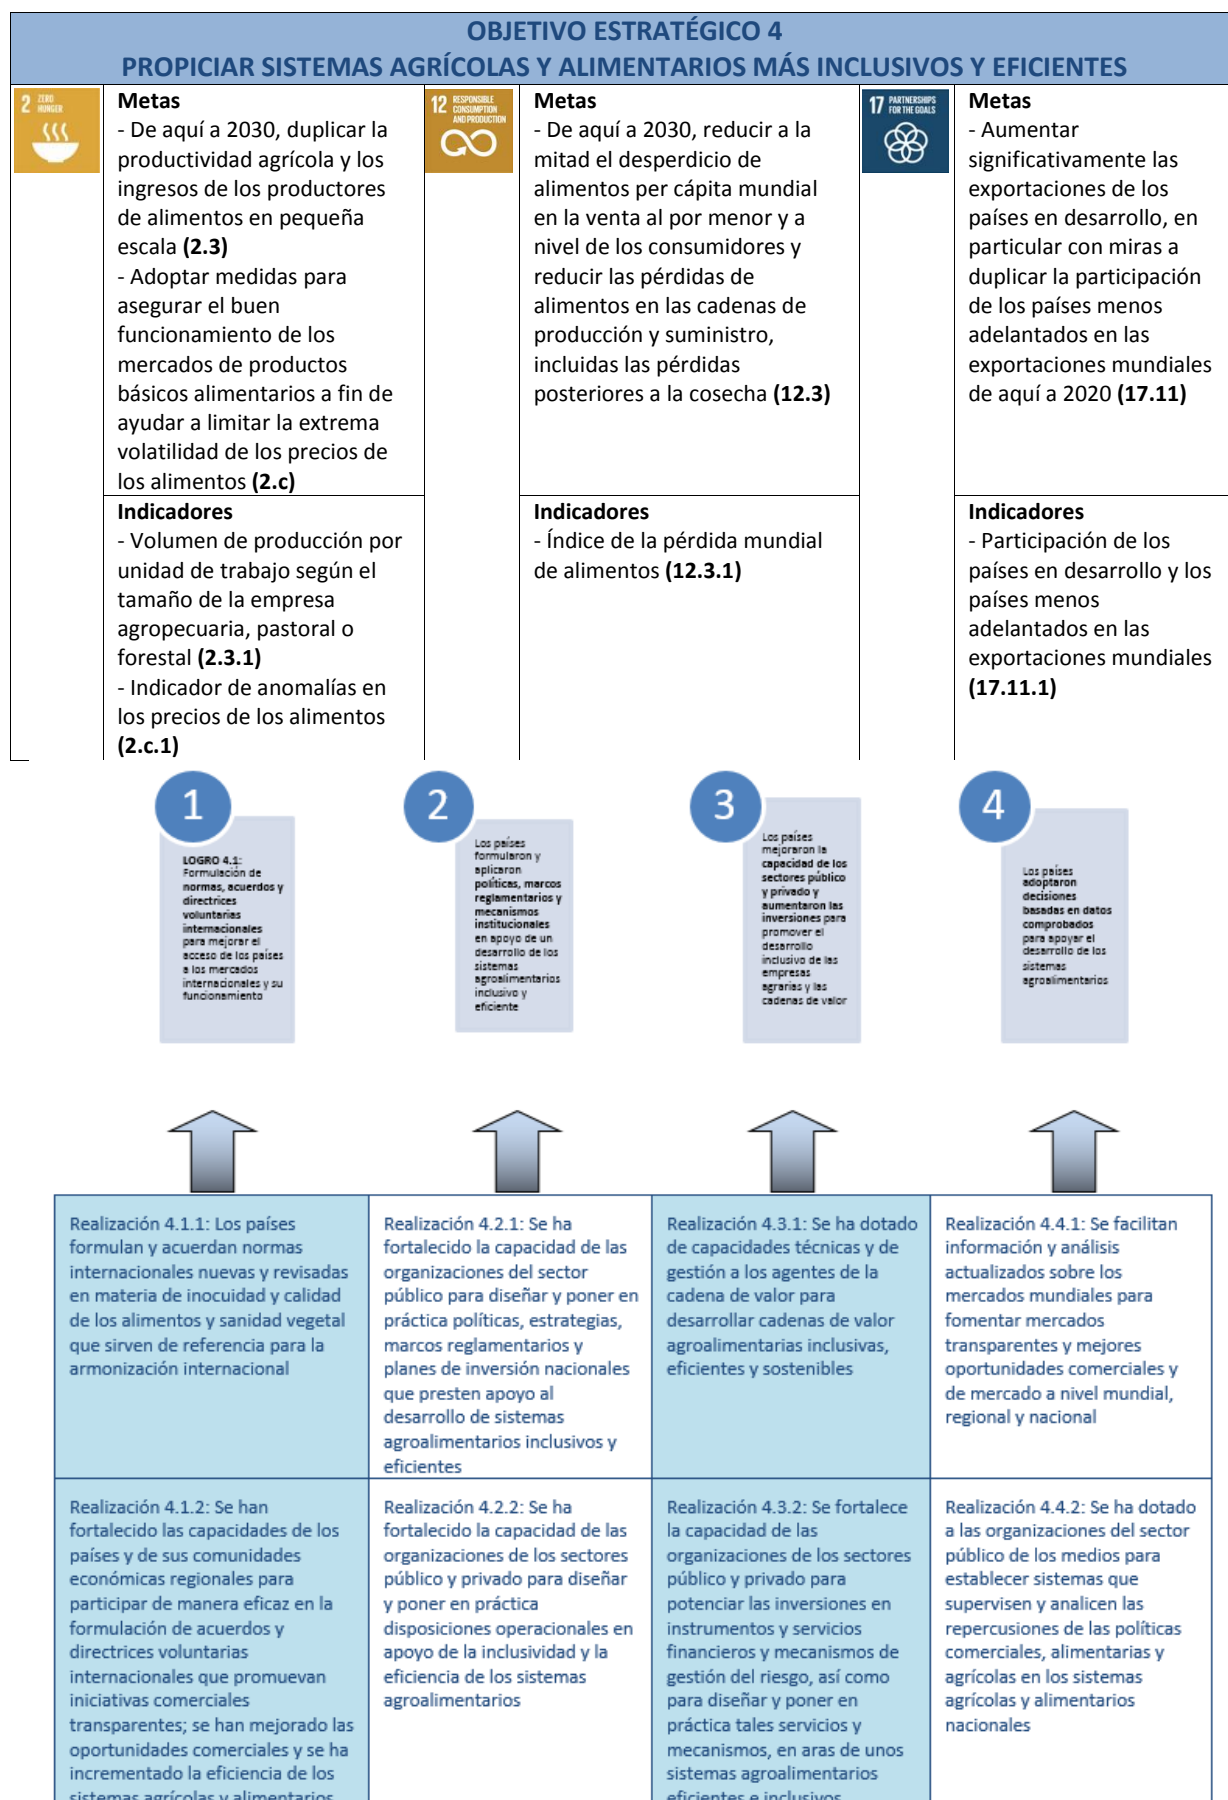 OBJETIVO ESTRATÉGICO 4
PROPICIAR SISTEMAS AGRÍCOLAS Y ALIMENTARIOS MÁS INCLUSIVOS Y EFICIENTES
2 ZERO
HUNGER
Metas
- De aquí a 2030, duplicar la
productividad agrícola y los
ingresos de los productores
de alimentos en pequeña
escala (2.3)
- Adoptar medidas para
asegurar el buen
funcionamiento de los
mercados de productos
básicos alimentarios a fin de
ayudar a limitar la extrema
volatilidad de los precios de
los alimentos (2.c)
12 RESPONSIBLE
CONSUMPTION
AND PRODUCTION
Metas
- De aquí a 2030, reducir a la
mitad el desperdicio de
alimentos per cápita mundial
en la venta al por menor y a
nivel de los consumidores y
reducir las pérdidas de
alimentos en las cadenas de
producción y suministro,
incluidas las pérdidas
posteriores a la cosecha (12.3)
17 PARTNERSHIPS
FOR THE GOALS
Metas
- Aumentar
significativamente las
exportaciones de los
países en desarrollo, en
particular con miras a
duplicar la participación
de los países menos
adelantados en las
exportaciones mundiales
de aquí a 2020 (17.11)
Indicadores
- Volumen de producción por
unidad de trabajo según el
tamaño de la empresa
agropecuaria, pastoral o
forestal (2.3.1)
- Indicador de anomalías en
los precios de los alimentos
(2.c.1)
Indicadores
- Índice de la pérdida mundial
de alimentos (12.3.1)
Indicadores
- Participación de los
países en desarrollo y los
países menos
adelantados en las
exportaciones mundiales
(17.11.1)
1
LOGRO 4.1:
Formulación de
normas, acuerdos y
directrices
voluntarias
internacionales
para mejorar el
acceso de los países
a los mercados
internacionales y su
funcionamiento
2
Los países
formularon y
aplicaron
políticas, marcos
reglamentarios y
mecanismos
institucionales
en apoyo de un
desarrollo de los
sistemas
agroalimentarios
inclusivo y
eficiente
3
Los países
mejoraron la
capacidad de los
sectores público
y privado y
aumentaron las
inversiones para
promover el
desarrollo
inclusivo de las
empresas
agrarias y las
cadenas de valor
4
Los países
adoptaron
decisiones
basadas en datos
comprobados
para apoyar el
desarrollo de los
sistemas
agroalimentarios
Realización 4.1.1: Los países
formulan y acuerdan normas
internacionales nuevas y revisadas
en materia de inocuidad y calidad
de los alimentos y sanidad vegetal
que sirven de referencia para la
armonización internacional
Realización 4.2.1: Se ha
fortalecido la capacidad de las
organizaciones del sector
público para diseñar y poner en
práctica políticas, estrategias,
marcos reglamentarios y
planes de inversión nacionales
que presten apoyo al
desarrollo de sistemas
agroalimentarios inclusivos y
eficientes
Realización 4.3.1: Se ha dotado
de capacidades técnicas y de
gestión a los agentes de la
cadena de valor para
desarrollar cadenas de valor
agroalimentarias inclusivas,
eficientes y sostenibles
Realización 4.4.1: Se facilitan
información y análisis
actualizados sobre los
mercados mundiales para
fomentar mercados
transparentes y mejores
oportunidades comerciales y
de mercado a nivel mundial,
regional y nacional
Realización 4.1.2: Se han
fortalecido las capacidades de los
países y de sus comunidades
económicas regionales para
participar de manera eficaz en la
formulación de acuerdos y
directrices voluntarias
internacionales que promuevan
iniciativas comerciales
transparentes; se han mejorado las
oportunidades comerciales y se ha
incrementado la eficiencia de los
sistemas agrícolas y alimentarios
Realización 4.2.2: Se ha
fortalecido la capacidad de las
organizaciones de los sectores
público y privado para diseñar
y poner en práctica
disposiciones operacionales en
apoyo de la inclusividad y la
eficiencia de los sistemas
agroalimentarios
Realización 4.3.2: Se fortalece
la capacidad de las
organizaciones de los sectores
público y privado para
potenciar las inversiones en
instrumentos y servicios
financieros y mecanismos de
gestión del riesgo, así como
para diseñar y poner en
práctica tales servicios y
mecanismos, en aras de unos
sistemas agroalimentarios
eficientes e inclusivos
Realización 4.4.2: Se ha dotado
a las organizaciones del sector
público de los medios para
establecer sistemas que
supervisen y analicen las
repercusiones de las políticas
comerciales, alimentarias y
agrícolas en los sistemas
agrícolas y alimentarios
nacionales